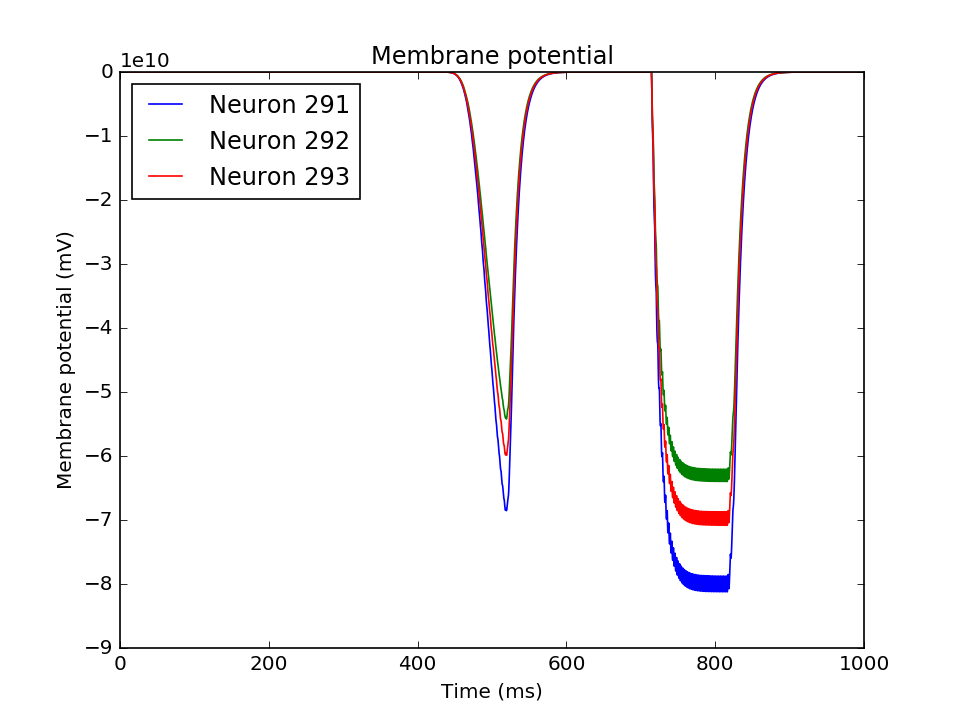 Membrane potential
1e10
0
−1
−2
−3
−4
−5
−6
−7
−8
−9
Membrane potential (mV)
Neuron 291
Neuron 292
Neuron 293
0 200 400 600 800 1000
Time (ms)